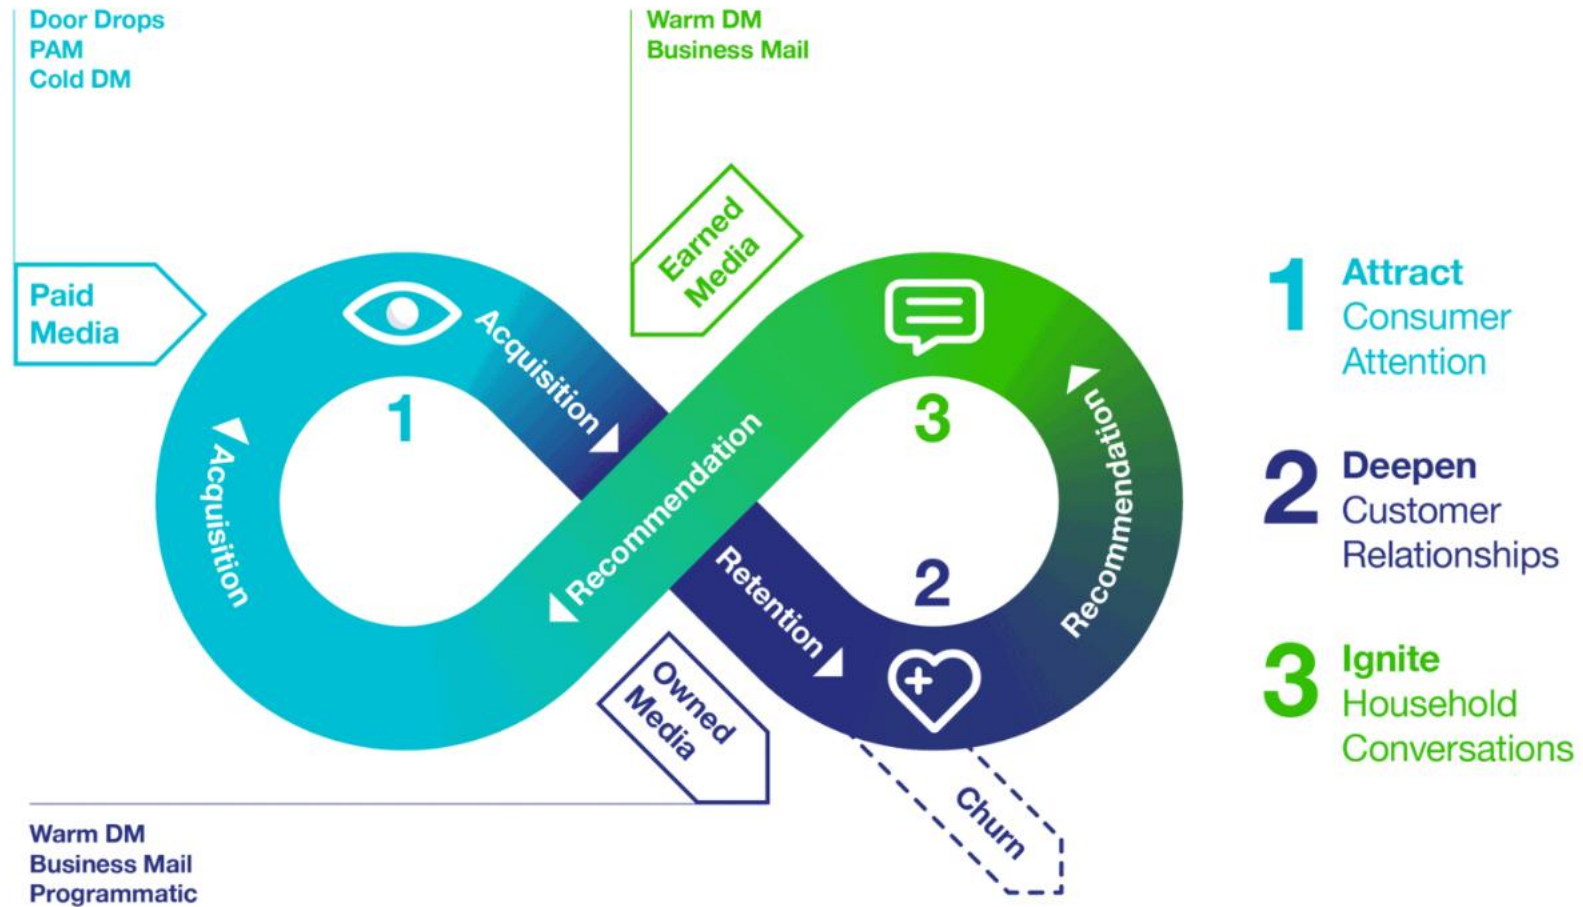 Door Drops
PAM
Cold DM
Warm DM
Business Mail
Earned
Media
Paid
Media
Acquisition
1
Acquisition
Recommendation
3
Recommendation
Retention
2
Owned
Media
Churn
Warm DM
Business Mail
Programmatic
1
Attract
Consumer
Attention
2
Deepen
Customer
Relationships
3
Ignite
Household
Conversations